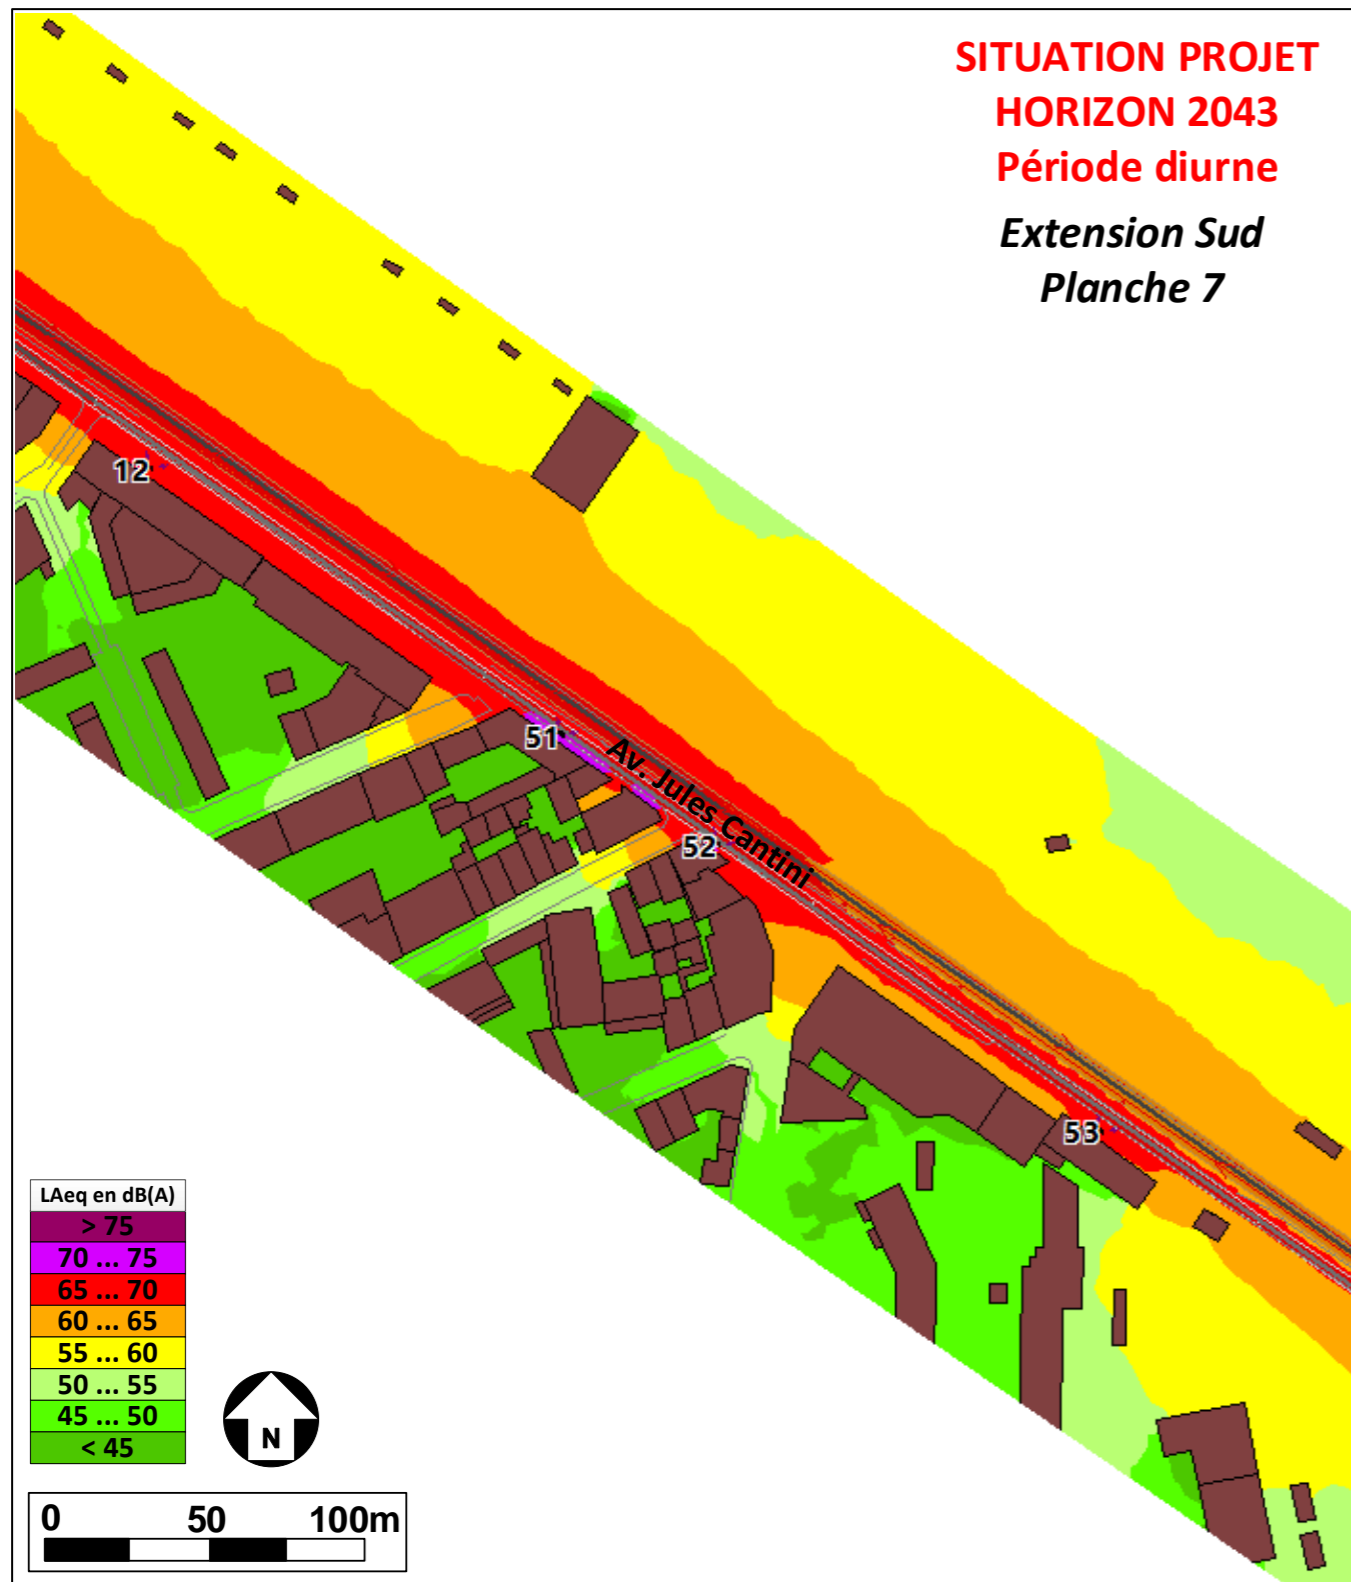 SITUATION PROJET
HORIZON 2043
Période diurne
Extension Sud
Planche 7
12
51
Av. Jules Cantini
52
53
LAeq en dB(A)
> 75
70 ... 75
65 ... 70
60 ... 65
55 ... 60
50 ... 55
45 ... 50
< 45
N
0 50 100m